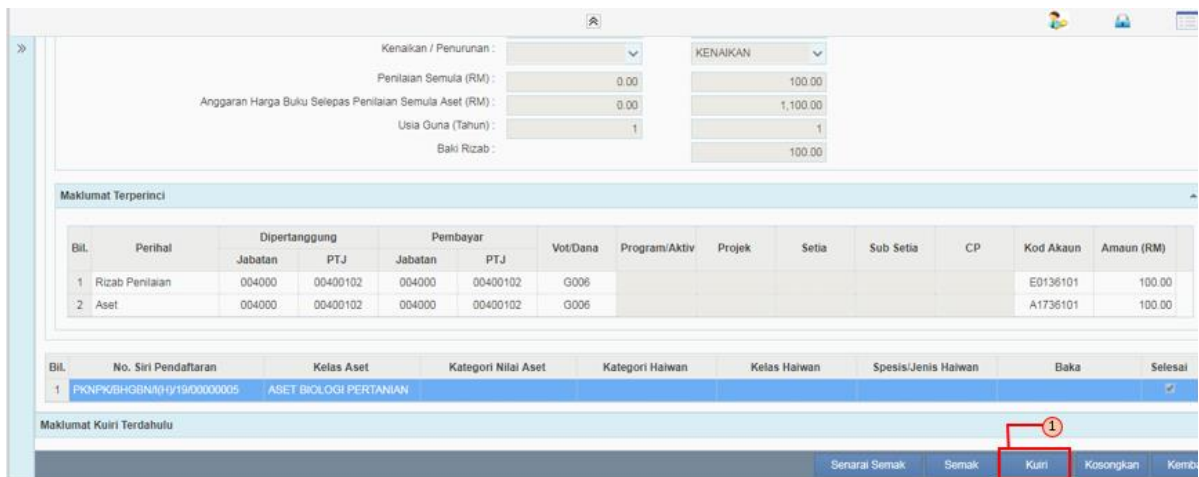 Kenaikan / Penurunan :
KENAIKAN
Penilaian Semula (RM) :
0.00
100.00
Anggaran Harga Buku Selepas Penilaian Semula Aset (RM) :
0.00
1,100.00
Usia Guna (Tahun) :
1
1
Baki Rizab :
100.00
Maklumat Terperinci
Bil. Perihal Dipertanggung Pembayar Vot/Dana Program/Aktiv Projek Setia Sub Setia CP Kod Akaun Amaun (RM)
Jabatan PTJ Jabatan PTJ
1 Rizab Penilaian 004000 00400102 004000 00400102 G006 E0136101 100.00
2 Aset 004000 00400102 004000 00400102 G006 A1736101 100.00
Bil. No. Siri Pendaftaran Kelas Aset Kategori Nilai Aset Kategori Haiwan Kelas Haiwan Spesis/Jenis Haiwan Baka Selesai
1 PKNPK/BHGBN/I(H)/19/00000005 ASET BIOLOGI PERTANIAN
Maklumat Kuiri Terdahulu
1
Senarai Semak Semak Kuiri Kosongkan Kemba